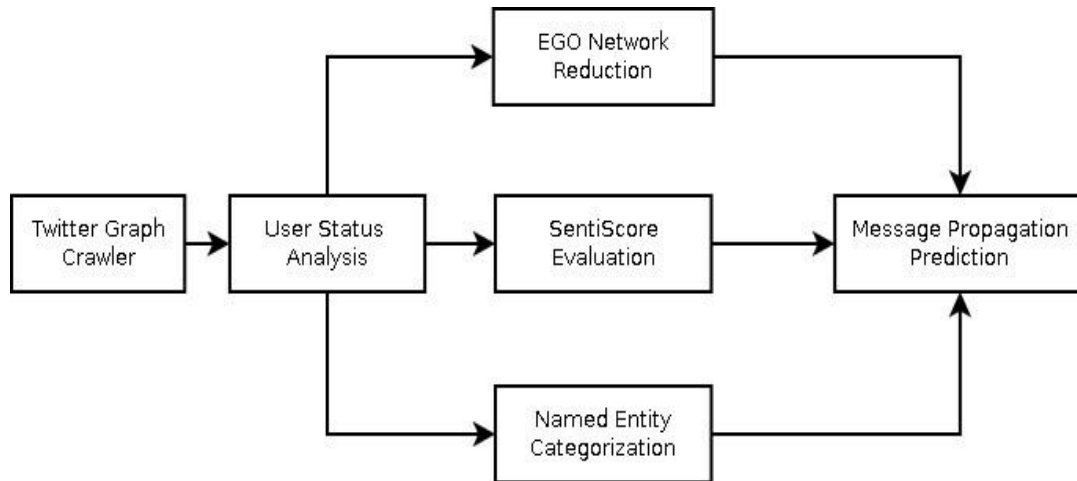 EGO Network
Reduction
Twitter Graph
Crawler
User Status
Analysis
SentiScore
Evaluation
Message Propagation
Prediction
Named Entity
Categorization